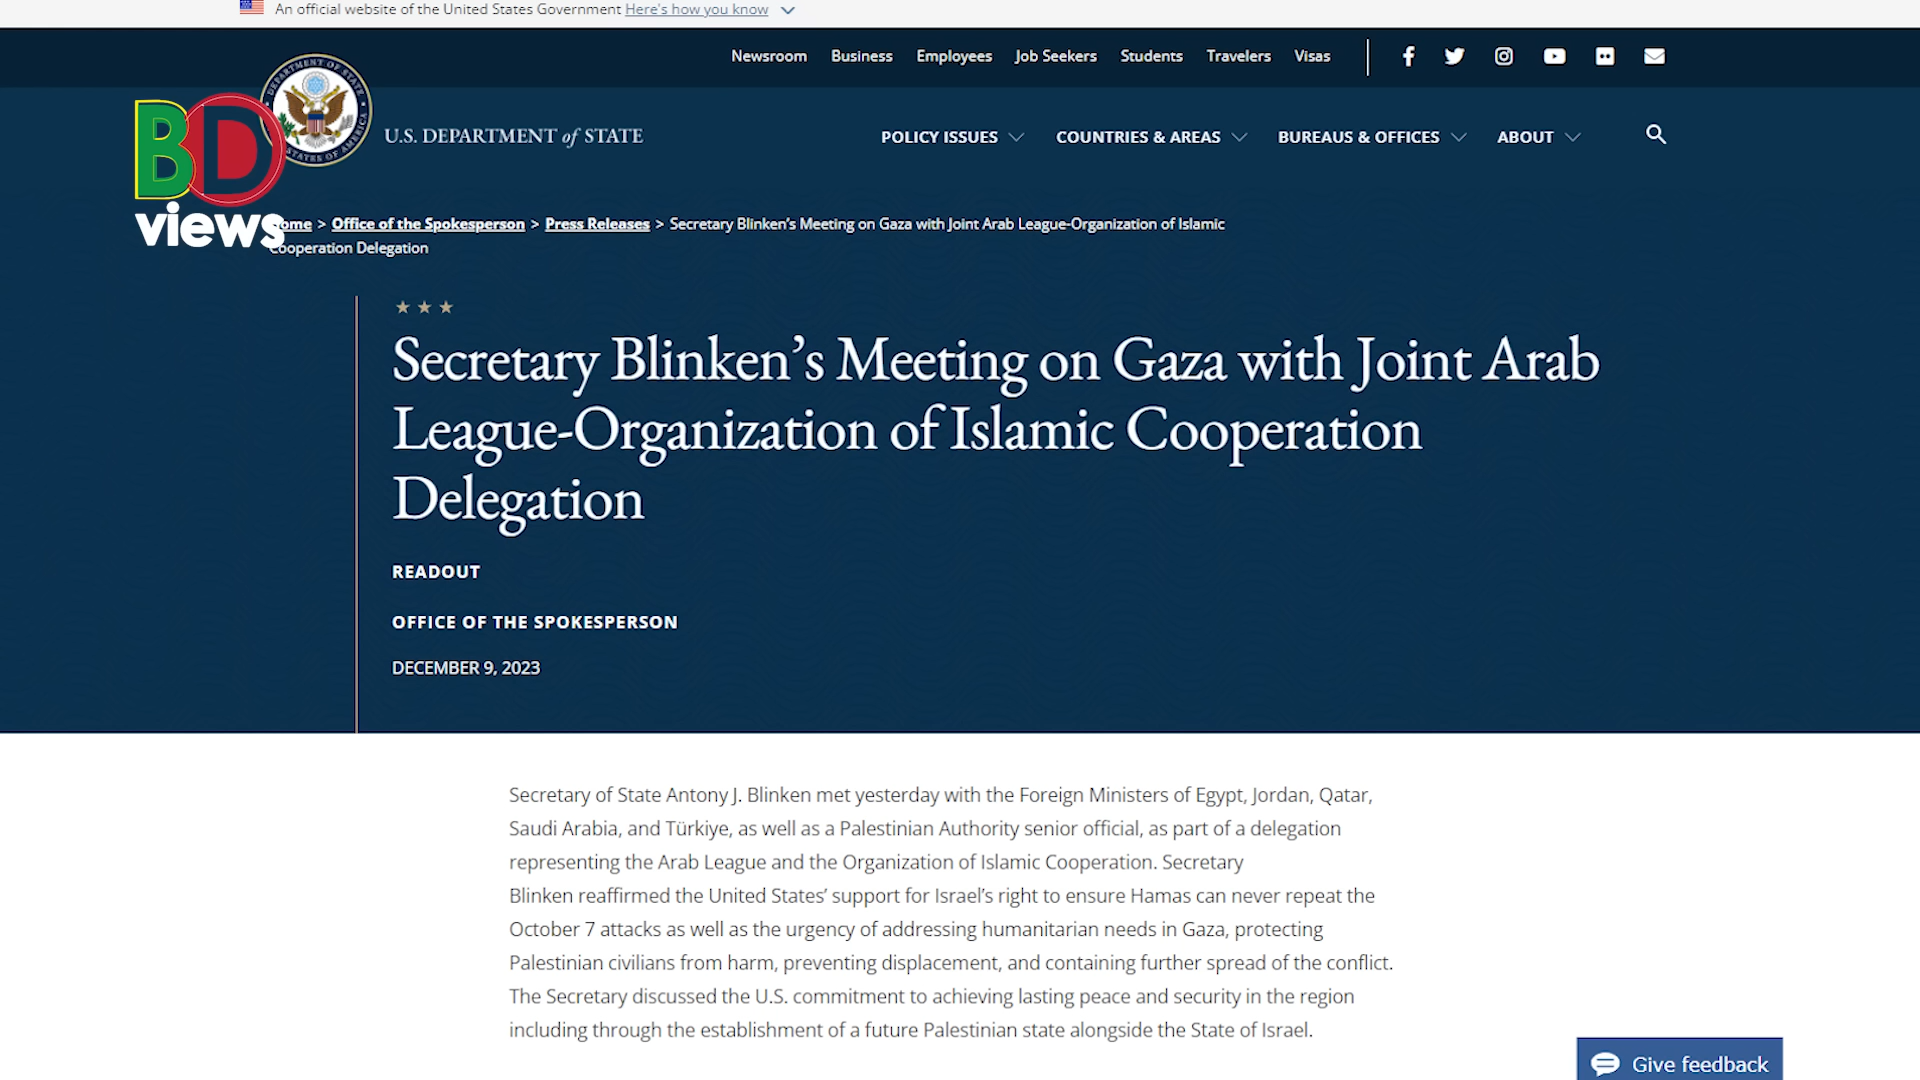 An official website of the United States Government Here's how you know
Newsroom Business Employees Job Seekers Students Travelers Visas
DEPARTMENT OF STATE
STATES OF AMERICA
U.S. DEPARTMENT of STATE
POLICY ISSUES COUNTRIES & AREAS BUREAUS & OFFICES ABOUT
BD
views
Home > Office of the Spokesperson > Press Releases > Secretary Blinken's Meeting on Gaza with Joint Arab League-Organization of Islamic
Cooperation Delegation
Secretary Blinken's Meeting on Gaza with Joint Arab
League-Organization of Islamic Cooperation
Delegation
READOUT
OFFICE OF THE SPOKESPERSON
DECEMBER 9, 2023
Secretary of State Antony J. Blinken met yesterday with the Foreign Ministers of Egypt, Jordan, Qatar,
Saudi Arabia, and Türkiye, as well as a Palestinian Authority senior official, as part of a delegation
representing the Arab League and the Organization of Islamic Cooperation. Secretary
Blinken reaffirmed the United States' support for Israel's right to ensure Hamas can never repeat the
October 7 attacks as well as the urgency of addressing humanitarian needs in Gaza, protecting
Palestinian civilians from harm, preventing displacement, and containing further spread of the conflict.
The Secretary discussed the U.S. commitment to achieving lasting peace and security in the region
including through the establishment of a future Palestinian state alongside the State of Israel.
Give feedback